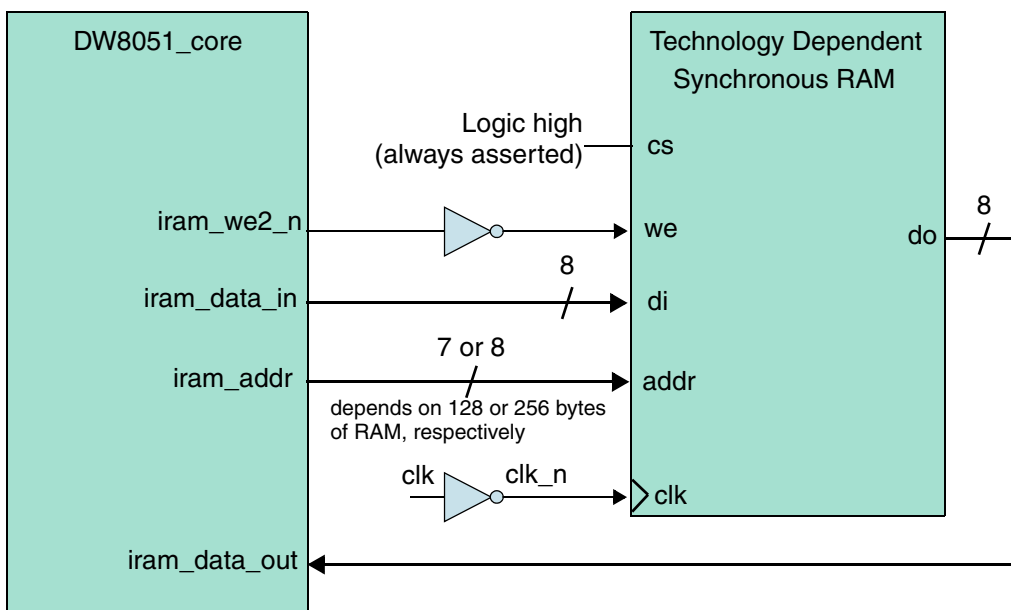 DW8051_core
Technology Dependent
Synchronous RAM
Logic high
(always asserted)
cs
iram_we2_n
we
8
do
iram_data_in
8
di
7 or 8
iram_addr
addr
depends on 128 or 256 bytes
of RAM, respectively
clk
clk_n
clk
iram_data_out